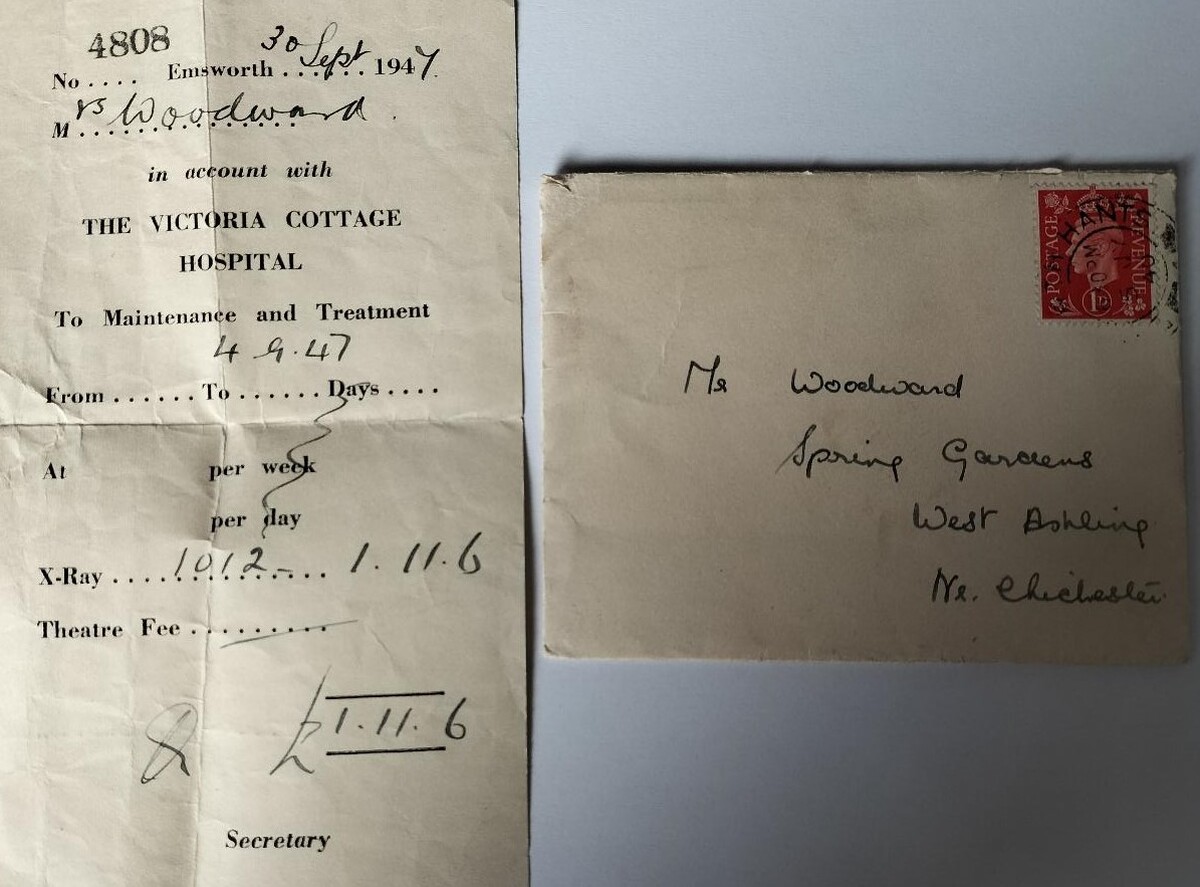 4808
No.... Emsworth 30 Sept 1947.
Mrs Woodward.
in account with
THE VICTORIA COTTAGE
HOSPITAL
To Maintenance and Treatment
4 9.47
From ...... To ...... Days ....
At per week
per day
X-Ray 1012 - 1.11.6
Theatre Fee ..........
£1.11.6
Secretary
POSTAGE REVENUE
HANTS
1D
Mr Woodward
Spring Gardens
West Ashling
Nr. Chichester.